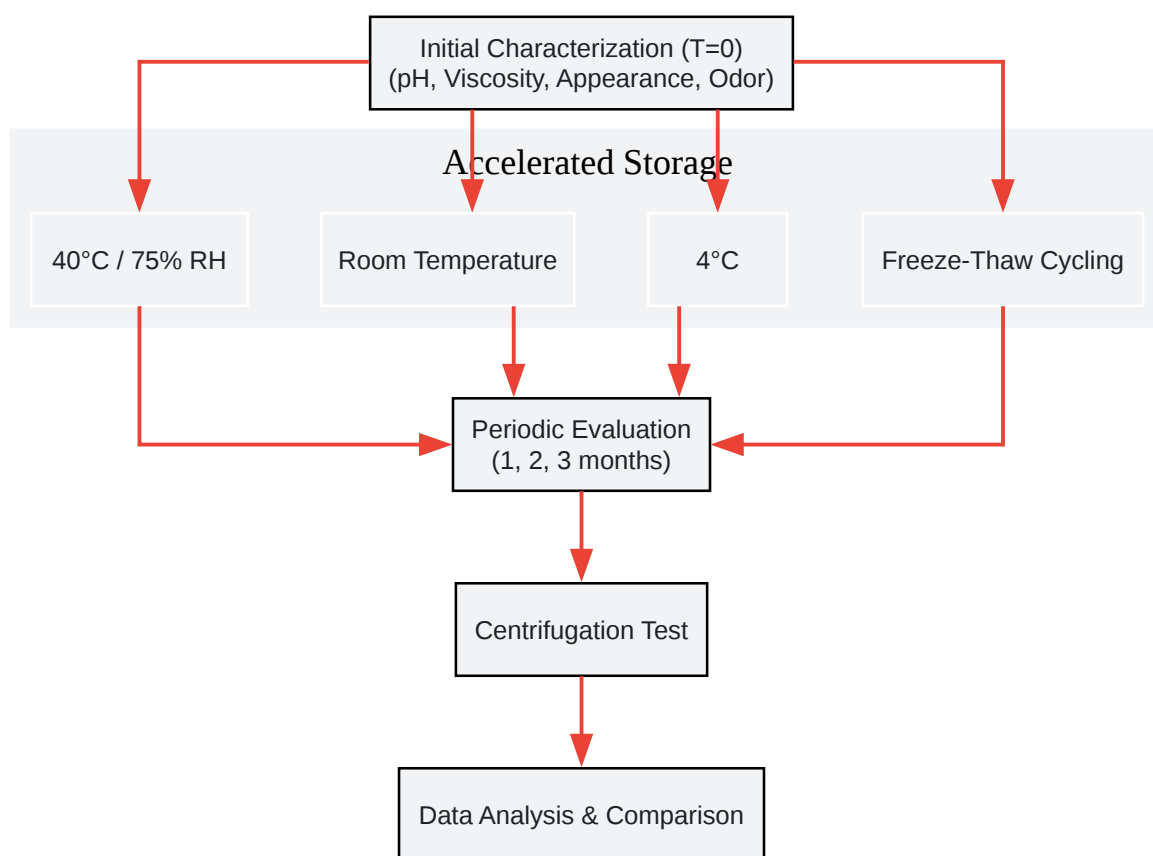 Initial Characterization (T=0)
(pH, Viscosity, Appearance, Odor)
Accelerated Storage
40°C / 75% RH
Room Temperature
4°C
Freeze-Thaw Cycling
Periodic Evaluation
(1, 2, 3 months)
Centrifugation Test
Data Analysis & Comparison